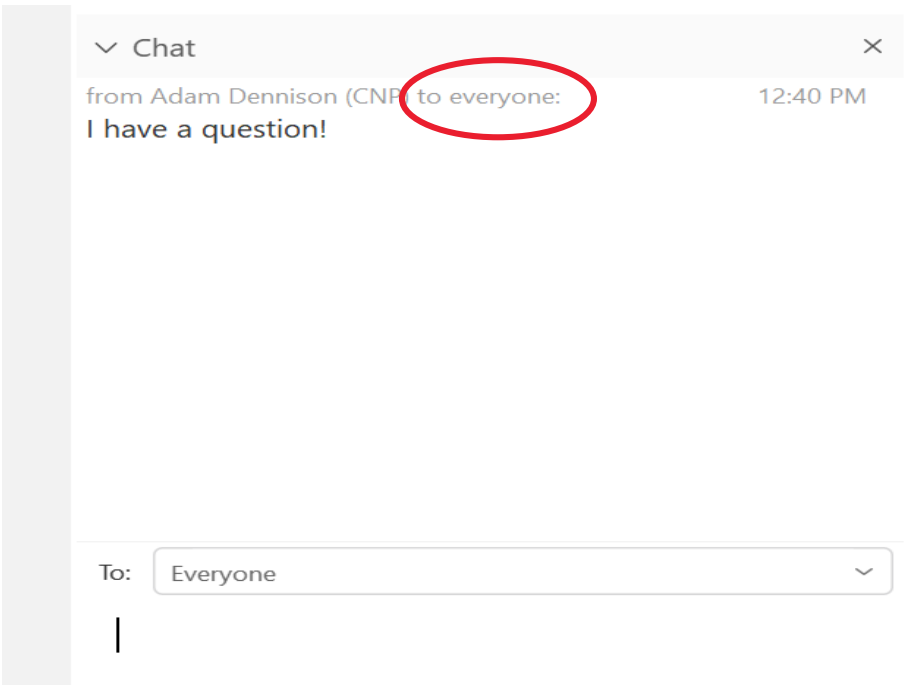 Chat
from Adam Dennison (CNP) to everyone: 12:40 PM
I have a question!
To: Everyone